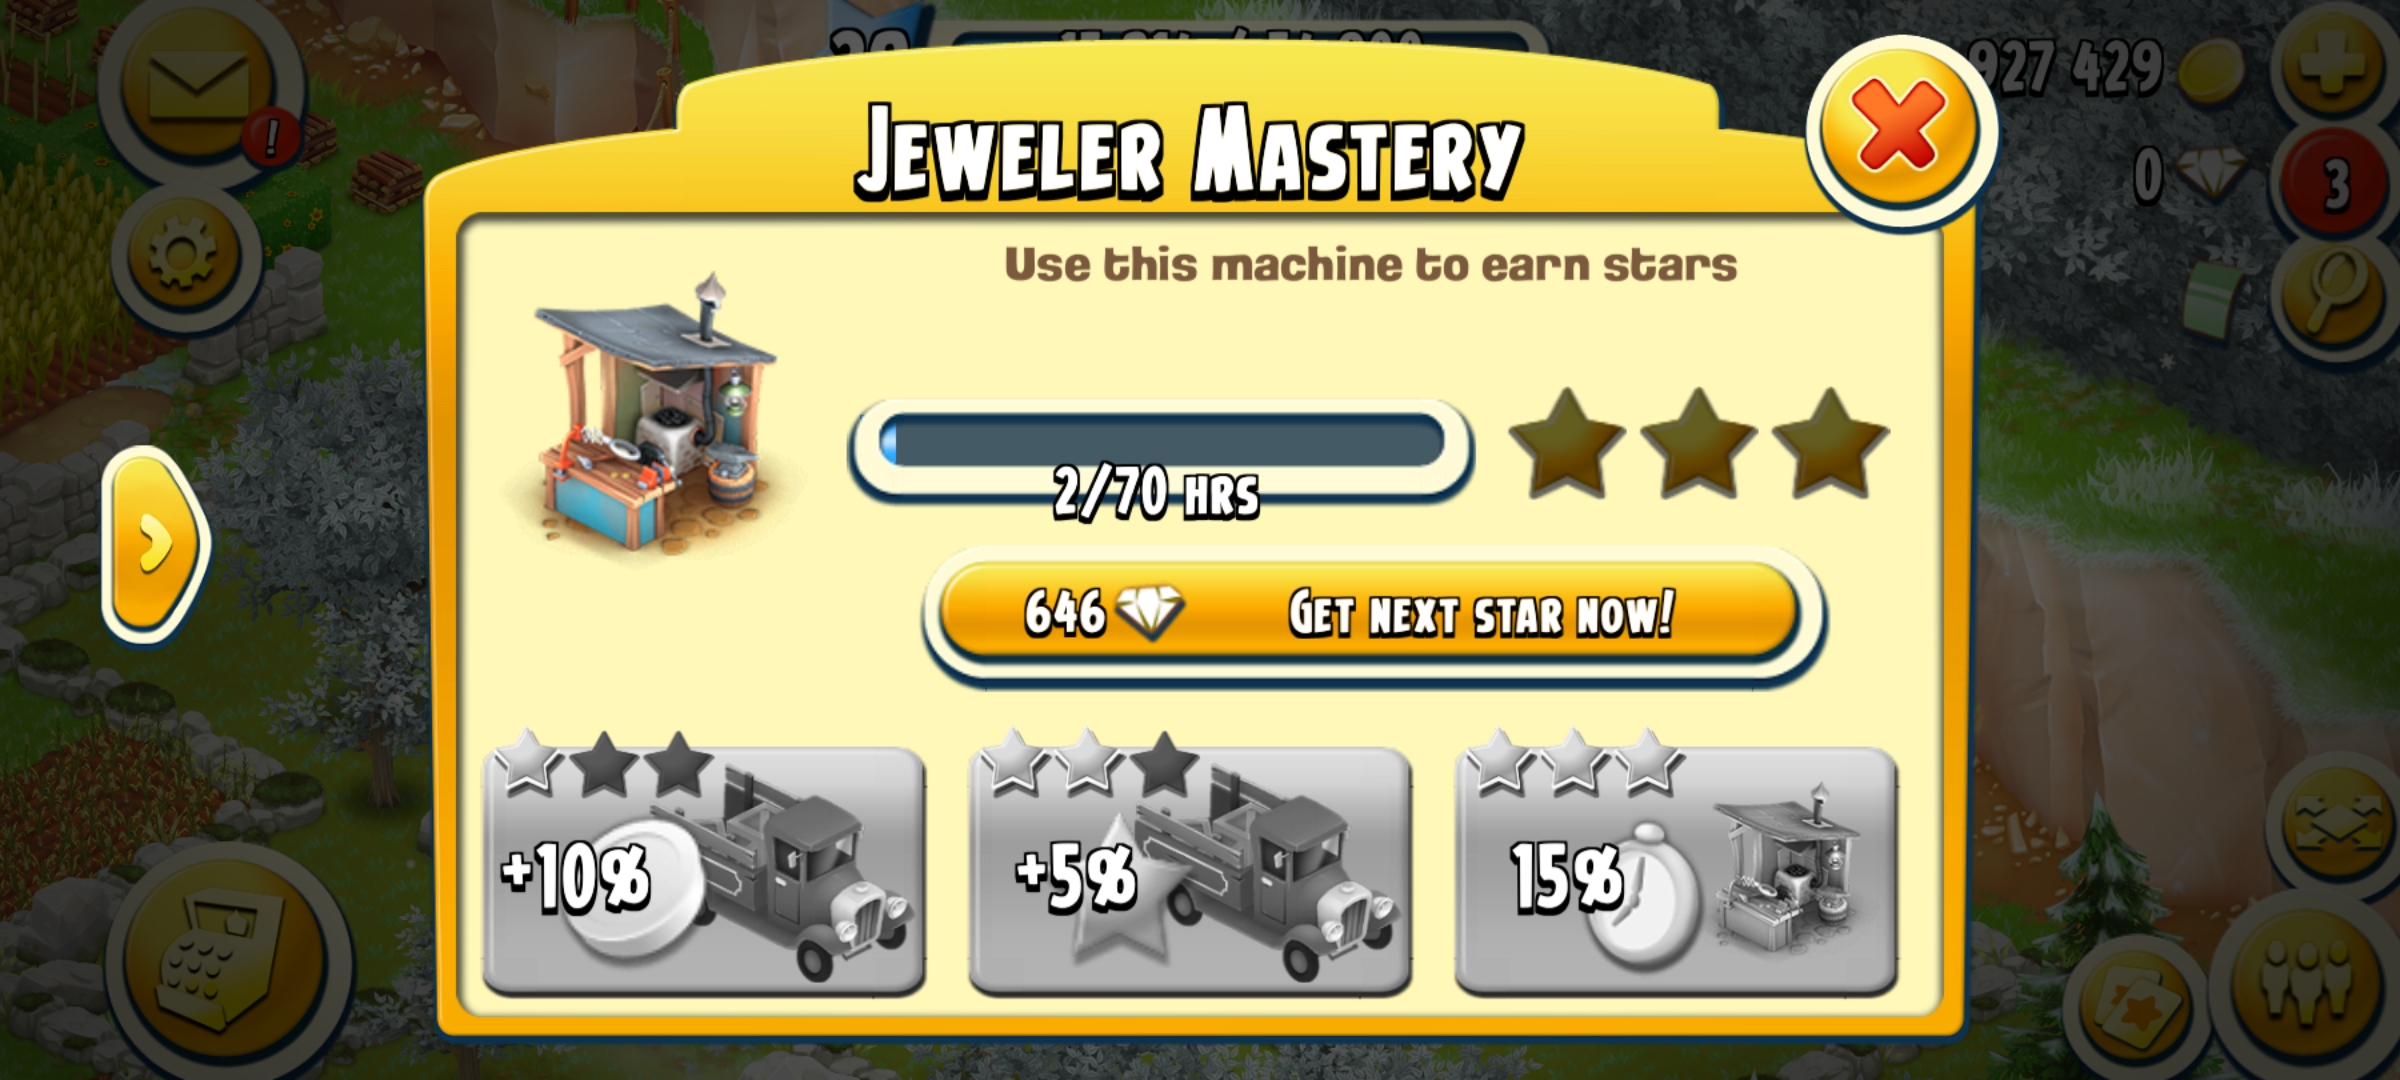 927 429
JEWELER MASTERY
!
0
3
Use this machine to earn stars
2/70 HRS
646 GET NEXT STAR NOW!
+10%
+5%
15%